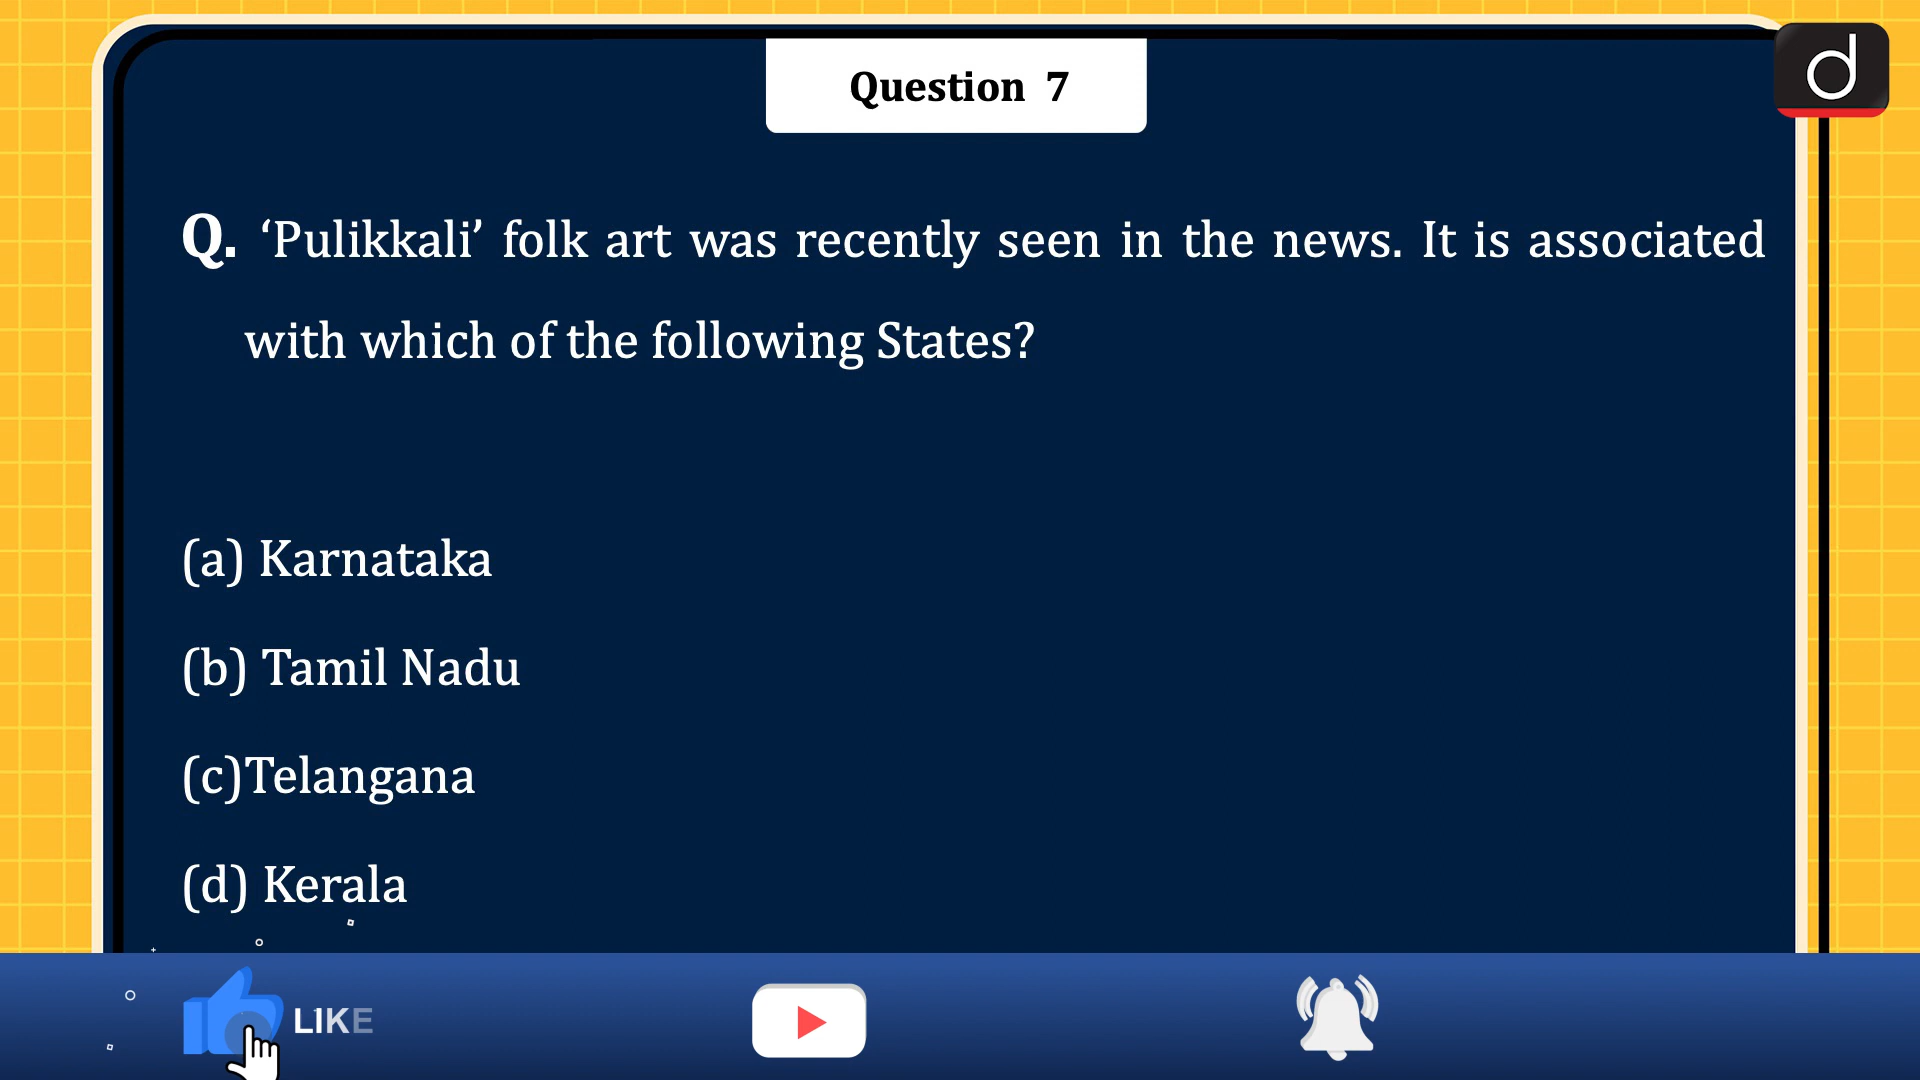 Question 7
Q. ‘Pulikkali’ folk art was recently seen in the news. It is associated
with which of the following States?
(a) Karnataka
(b) Tamil Nadu
(c)Telangana
(d) Kerala
LIKE
d